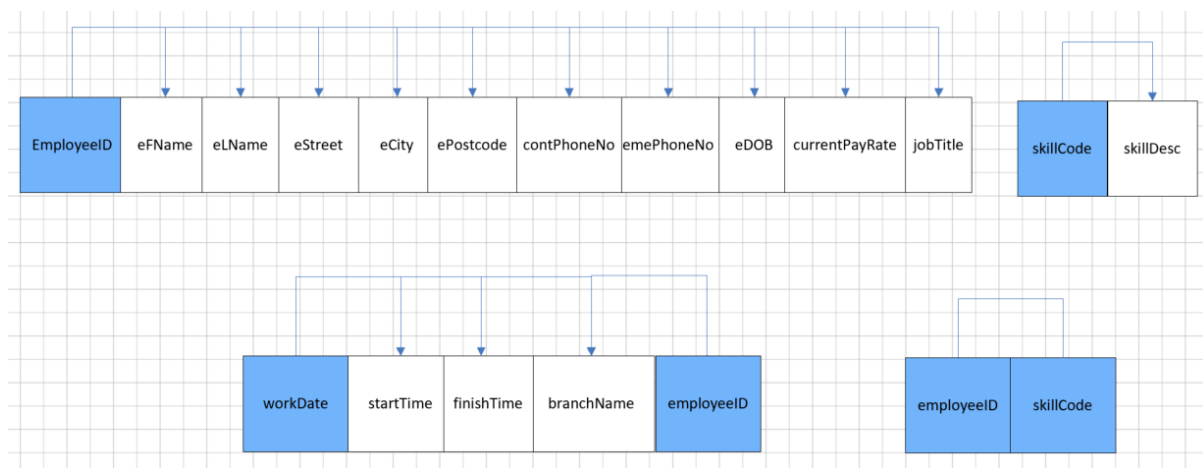 EmployeeID eFName eLName eStreet eCity ePostcode contPhoneNo emePhoneNo eDOB currentPayRate jobTitle
skillCode skillDesc
workDate startTime finishTime branchName employeeID
employeeID skillCode